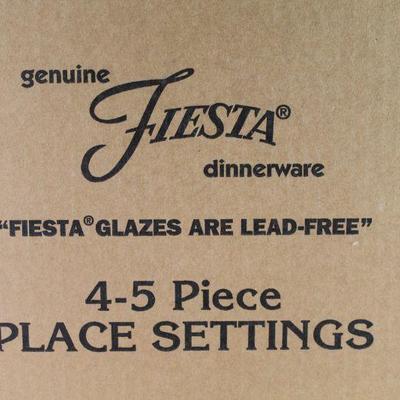 genuine
FIESTA®
dinnerware
"FIESTA® GLAZES ARE LEAD-FREE"
4-5 Piece
PLACE SETTINGS